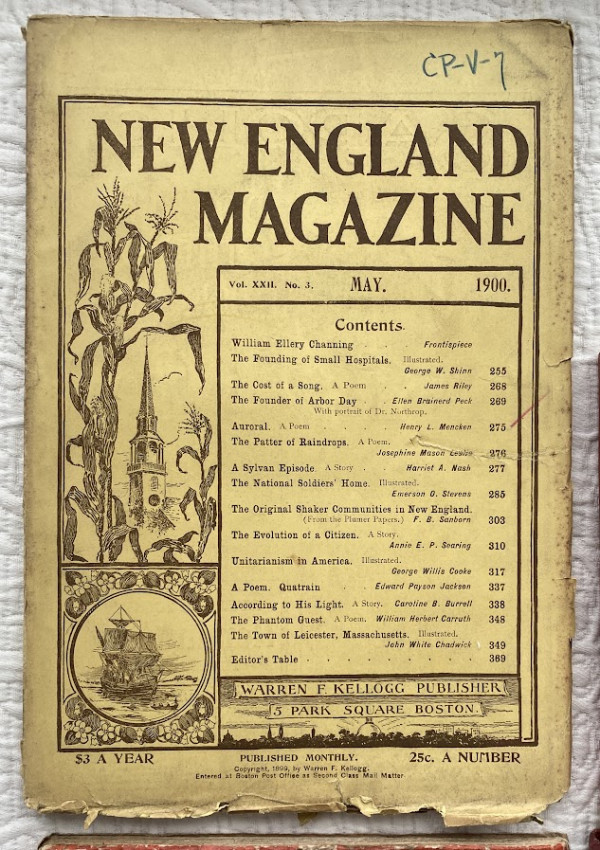 CP-V-7
NEW ENGLAND
MAGAZINE
Vol. XXII. No. 3. MAY. 1900.
Contents.
William Ellery Channing . . Frontispiece
The Founding of Small Hospitals. Illustrated.
George W. Shinn 255
The Cost of a Song. A Poem . . James Riley 268
The Founder of Arbor Day . . Ellen Brainerd Peck 269
With portrait of Dr. Northrop.
Auroral. A Poem . . . . Henry L. Mencken 275
The Patter of Raindrops. A Poem.
Josephine Mason Leslie 276
A Sylvan Episode. A Story . . Harriet A. Nash 277
The National Soldiers' Home. Illustrated.
Emerson O. Stevens 285
The Original Shaker Communities in New England.
(From the Plumer Papers.) F. B. Sanborn 303
The Evolution of a Citizen. A Story.
Annie E. P. Searing 310
Unitarianism in America. Illustrated.
George Willis Cooke 317
A Poem. Quatrain . . Edward Payson Jackson 337
According to His Light. A Story. Caroline B. Burrell 338
The Phantom Guest. A Poem. William Herbert Carruth 348
The Town of Leicester, Massachusetts. Illustrated.
John White Chadwick 349
Editor's Table . . . . . . . . . 369
WARREN F. KELLOGG PUBLISHER
5 PARK SQUARE BOSTON.
$3 A YEAR PUBLISHED MONTHLY. 25c. A NUMBER
Copyright, 1899, by Warren F. Kellogg.
Entered at Boston Post Office as Second Class Mail Matter